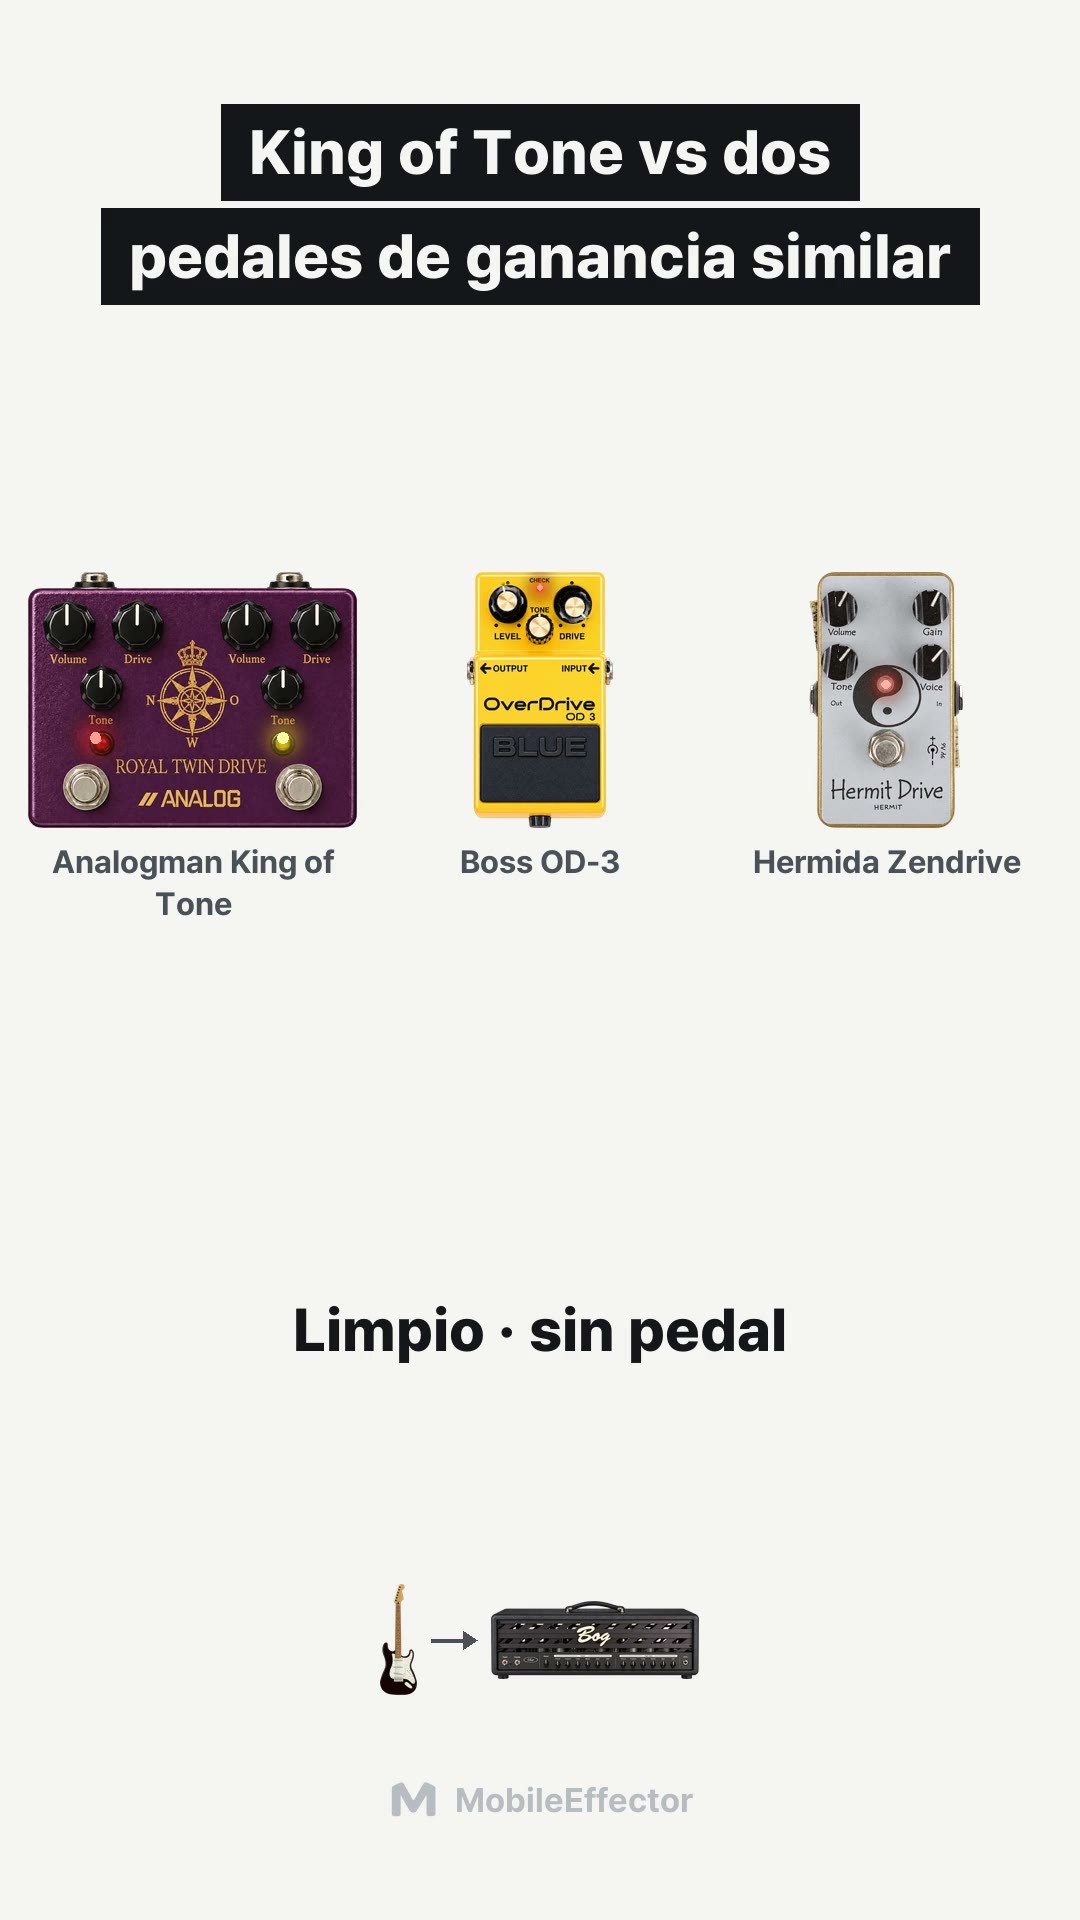 King of Tone vs dos
pedales de ganancia similar
Volume Drive Volume Drive
Tone Tone
N O
W
ROYAL TWIN DRIVE
ANALOG
CHECK
TONE
LEVEL DRIVE
OUTPUT INPUT
OverDrive
OD 3
BLUE
Volume Gain
Tone Voice
Out In
Hermit Drive
HERMIT
Analogman King of
Tone
Boss OD-3
Hermida Zendrive
Limpio · sin pedal
Bog
MobileEffector